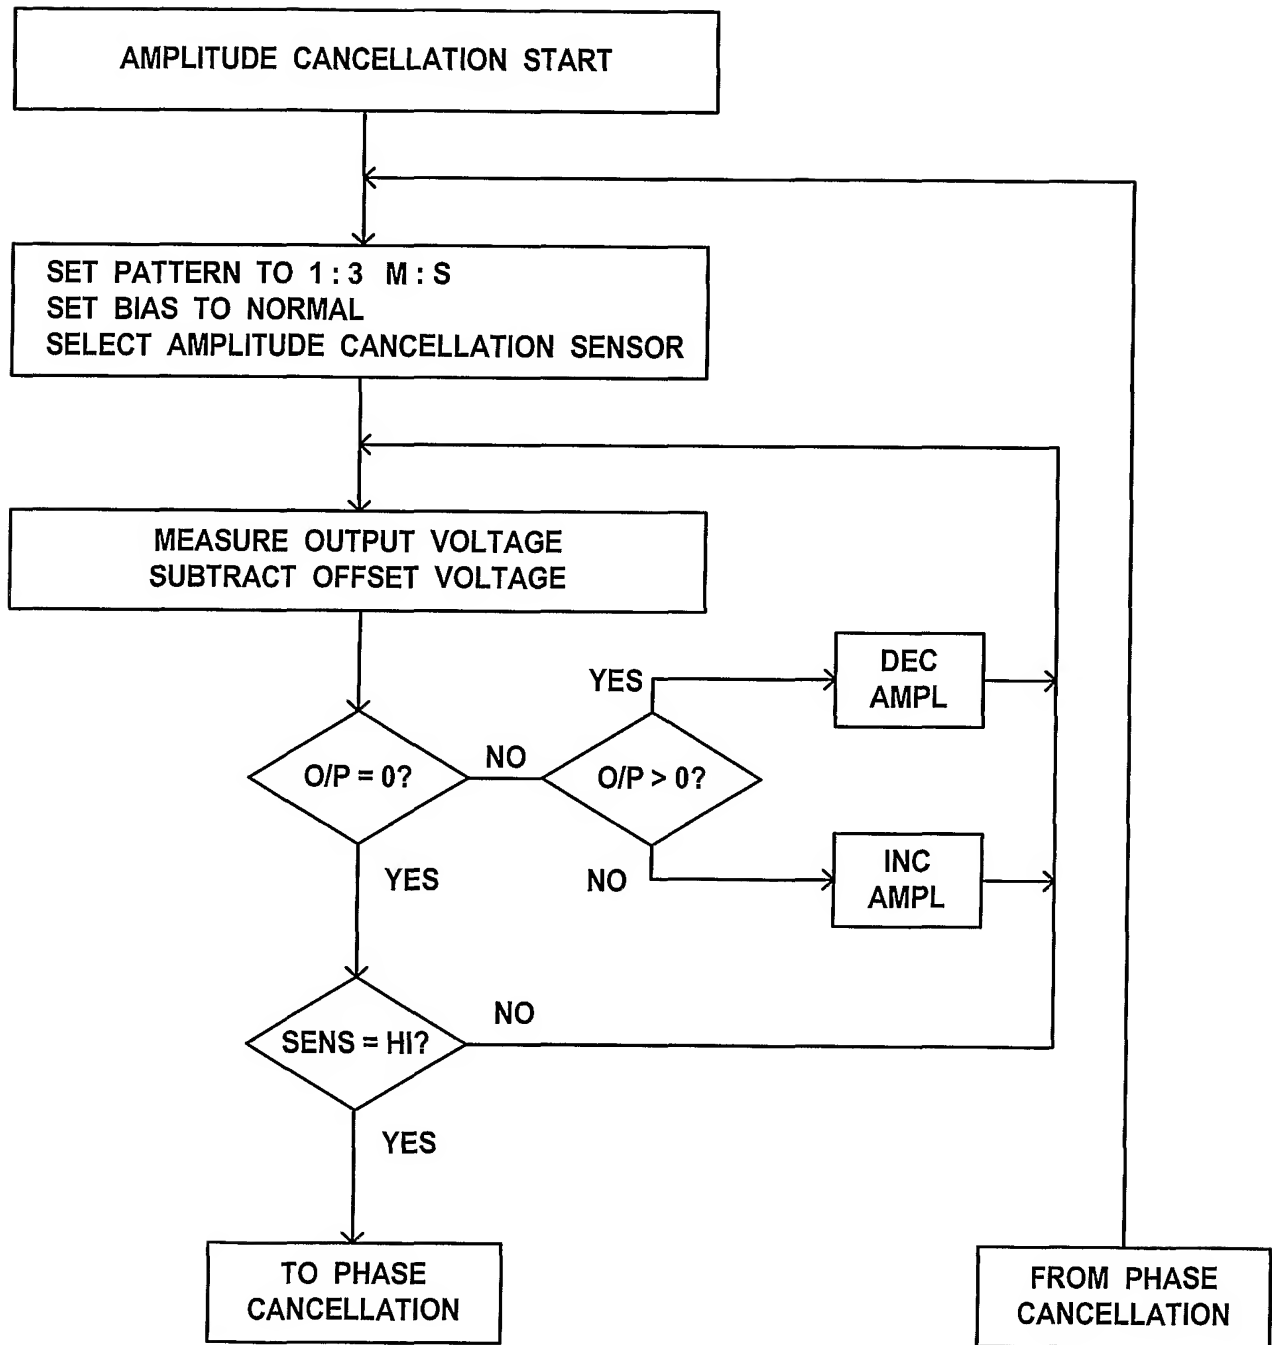 AMPLITUDE CANCELLATION START
SET PATTERN TO 1 : 3 M : S
SET BIAS TO NORMAL
SELECT AMPLITUDE CANCELLATION SENSOR
MEASURE OUTPUT VOLTAGE
SUBTRACT OFFSET VOLTAGE
O/P = 0?
NO
O/P > 0?
YES
DEC
AMPL
NO
INC
AMPL
YES
SENS = HI?
NO
YES
TO PHASE
CANCELLATION
FROM PHASE
CANCELLATION